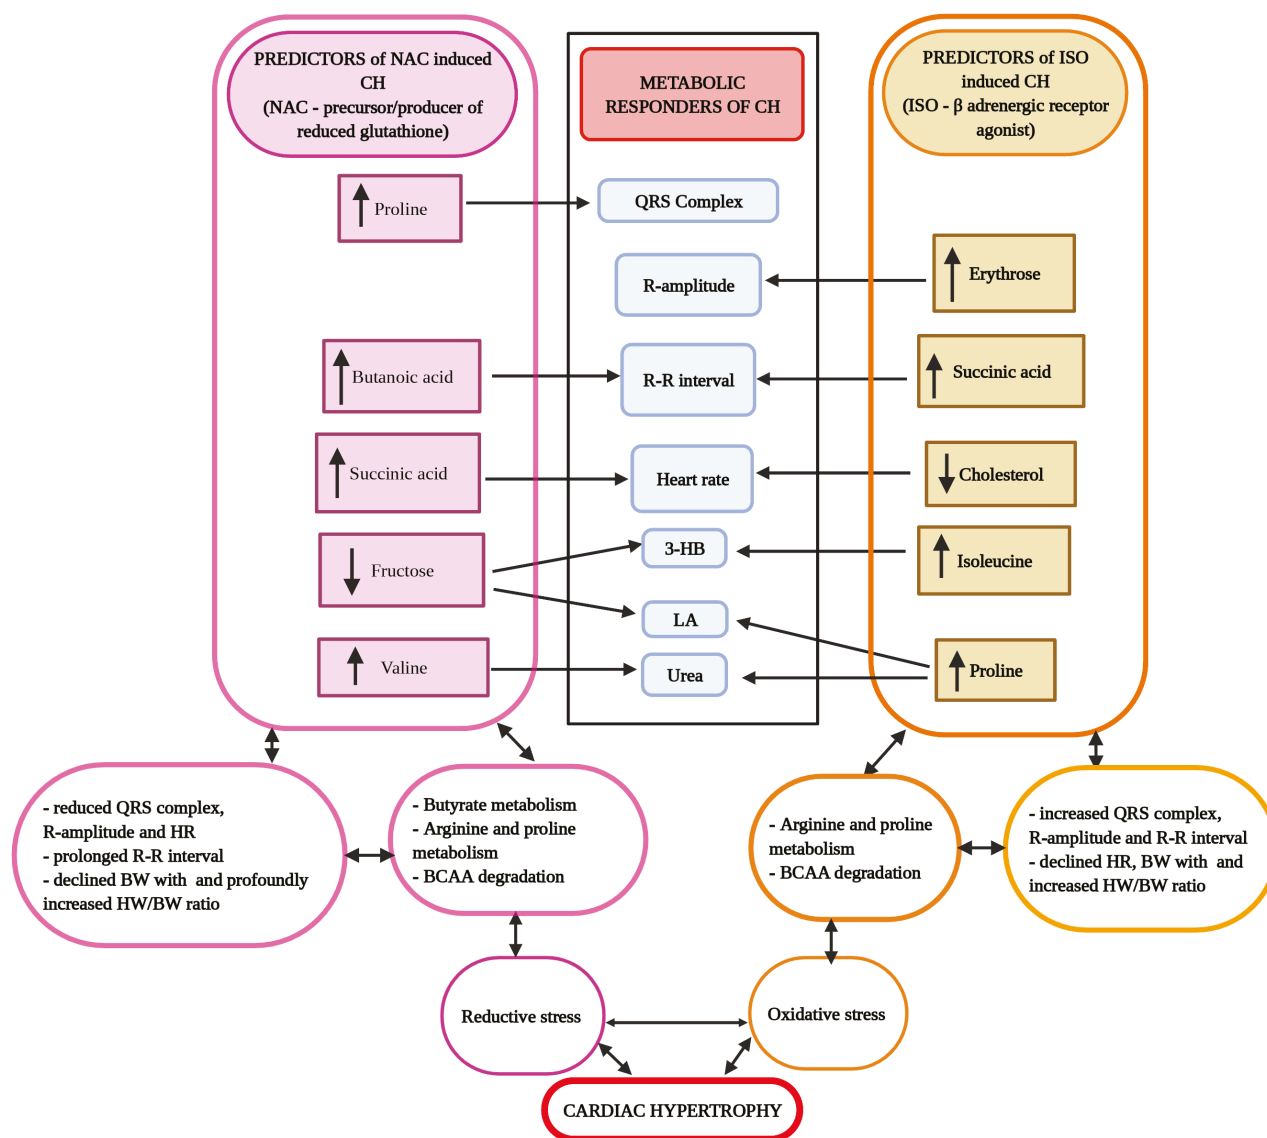 PREDICTORS of NAC induced
CH
(NAC - precursor/producer of
reduced glutathione)
METABOLIC
RESPONDERS OF CH
PREDICTORS of ISO
induced CH
(ISO - β adrenergic receptor
agonist)
Proline
QRS Complex
Erythrose
R-amplitude
Butanoic acid
R-R interval
Succinic acid
Succinic acid
Heart rate
Cholesterol
Fructose
3-HB
Isoleucine
LA
Valine
Urea
Proline
- reduced QRS complex,
R-amplitude and HR
- prolonged R-R interval
- declined BW with  and profoundly
increased HW/BW ratio
- Butyrate metabolism
- Arginine and proline
metabolism
- BCAA degradation
- Arginine and proline
metabolism
- BCAA degradation
- increased QRS complex,
R-amplitude and R-R interval
- declined HR, BW with  and
increased HW/BW ratio
Reductive stress
Oxidative stress
CARDIAC HYPERTROPHY